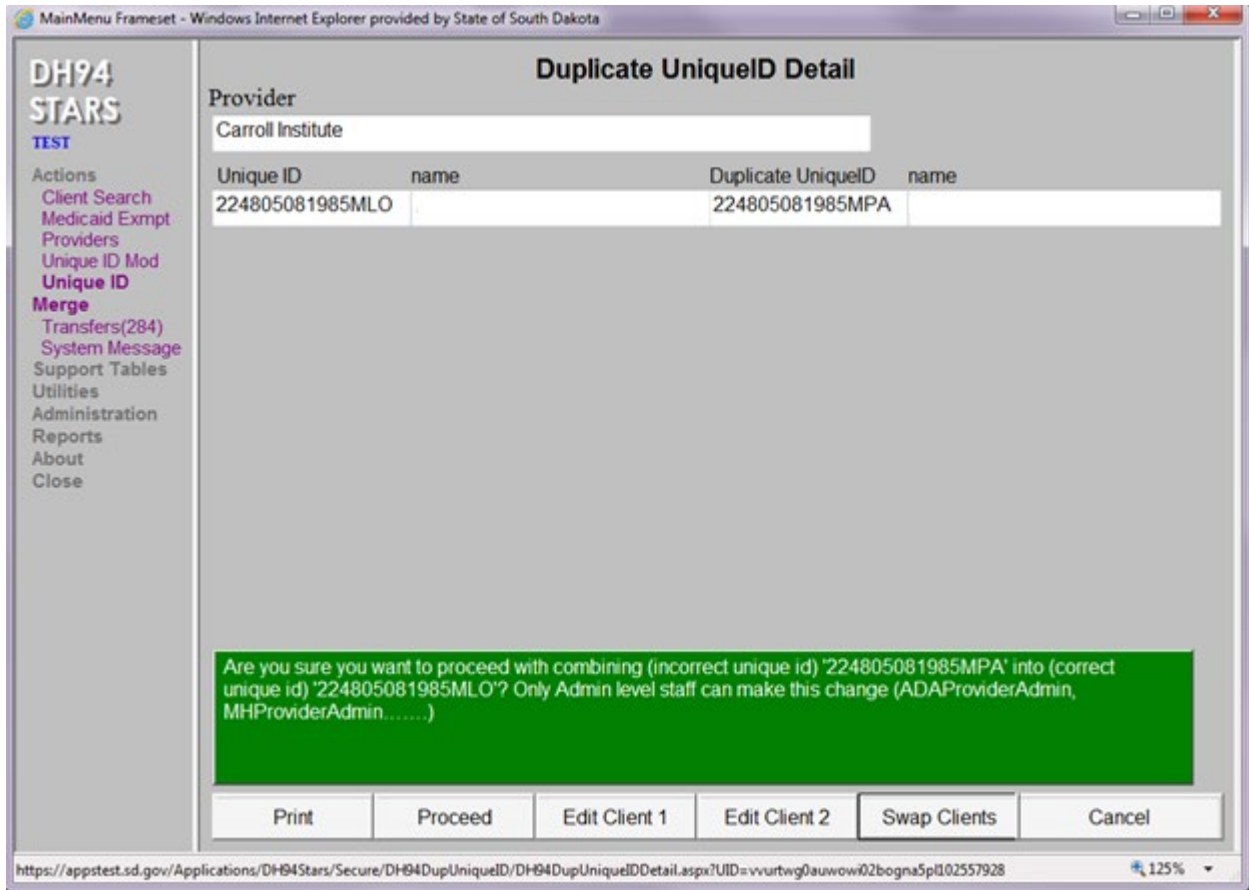 MainMenu Frameset - Windows Internet Explorer provided by State of South Dakota
DH94
STARS
TEST
Actions
Client Search
Medicaid Exmpt
Providers
Unique ID Mod
Unique ID
Merge
Transfers(284)
System Message
Support Tables
Utilities
Administration
Reports
About
Close
Duplicate UniqueID Detail
Provider
Carroll Institute
Unique ID name Duplicate UniqueID name
224805081985MLO 224805081985MPA
Are you sure you want to proceed with combining (incorrect unique id) '224805081985MPA' into (correct
unique id) '224805081985MLO'? Only Admin level staff can make this change (ADAProviderAdmin,
MHProviderAdmin.......)
Print Proceed Edit Client 1 Edit Client 2 Swap Clients Cancel
https://appstest.sd.gov/Applications/DH94Stars/Secure/DH94DupUniqueID/DH94DupUniqueIDDetail.aspx?UID=vvurtwg0auwowi02bogna5pl102557928 125%